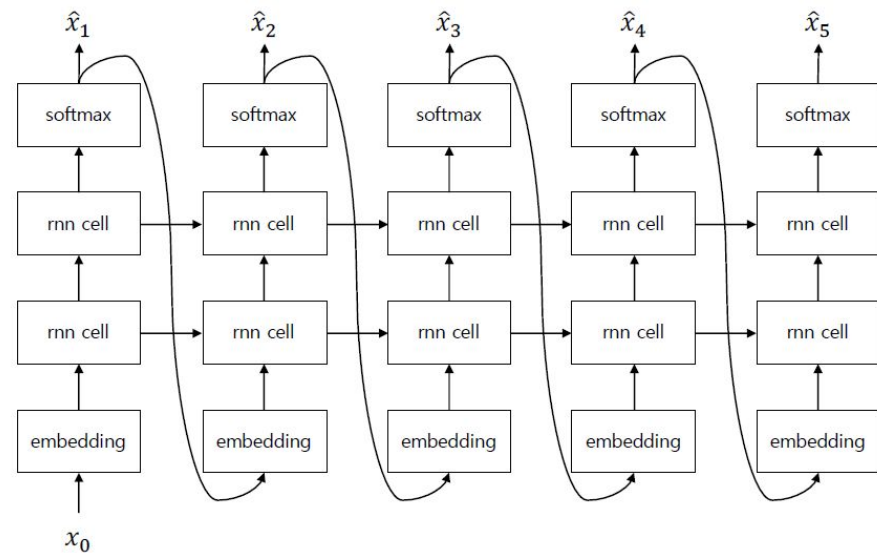 x̂₁ x̂₂ x̂₃ x̂₄ x̂₅
softmax softmax softmax softmax softmax
rnn cell rnn cell rnn cell rnn cell rnn cell
rnn cell rnn cell rnn cell rnn cell rnn cell
embedding embedding embedding embedding embedding
x₀